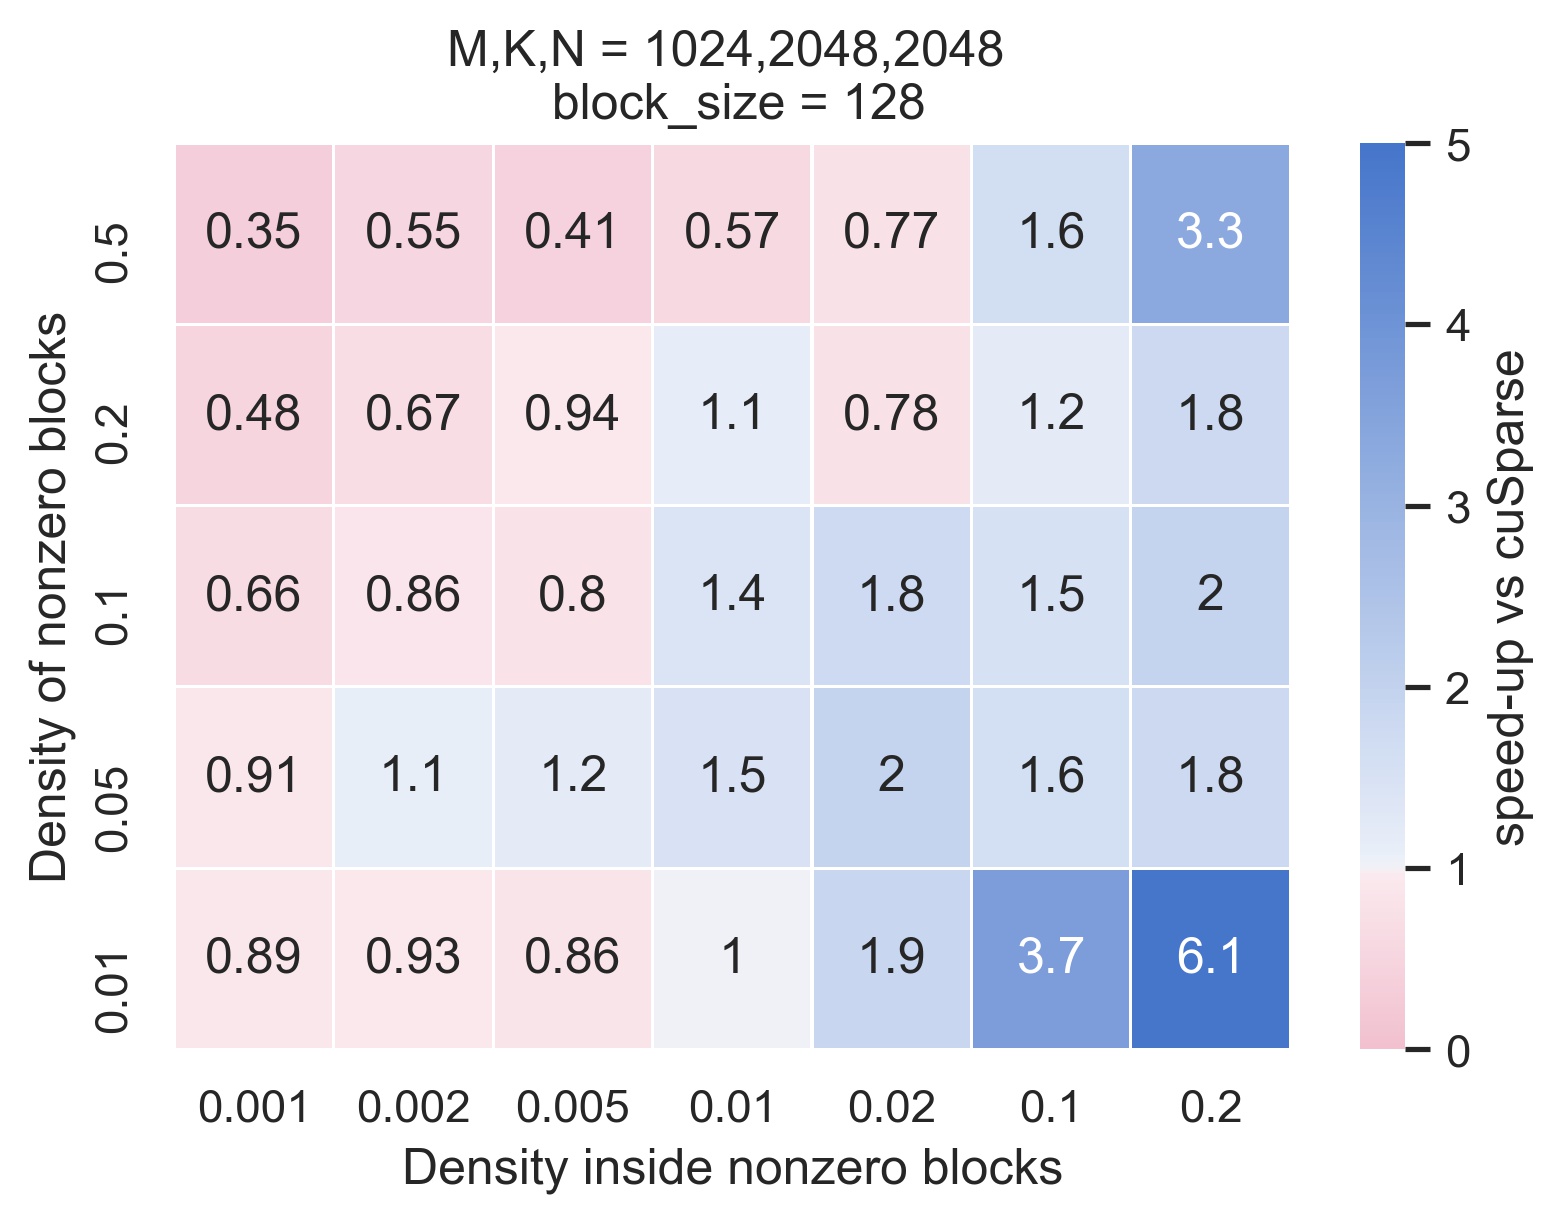 M,K,N = 1024,2048,2048
block_size = 128
Density of nonzero blocks
0.5 0.35 0.55 0.41 0.57 0.77 1.6 3.3
0.2 0.48 0.67 0.94 1.1 0.78 1.2 1.8
0.1 0.66 0.86 0.8 1.4 1.8 1.5 2
0.05 0.91 1.1 1.2 1.5 2 1.6 1.8
0.01 0.89 0.93 0.86 1 1.9 3.7 6.1
0.001 0.002 0.005 0.01 0.02 0.1 0.2
Density inside nonzero blocks
5
4
3
2
1
0
speed-up vs cuSparse